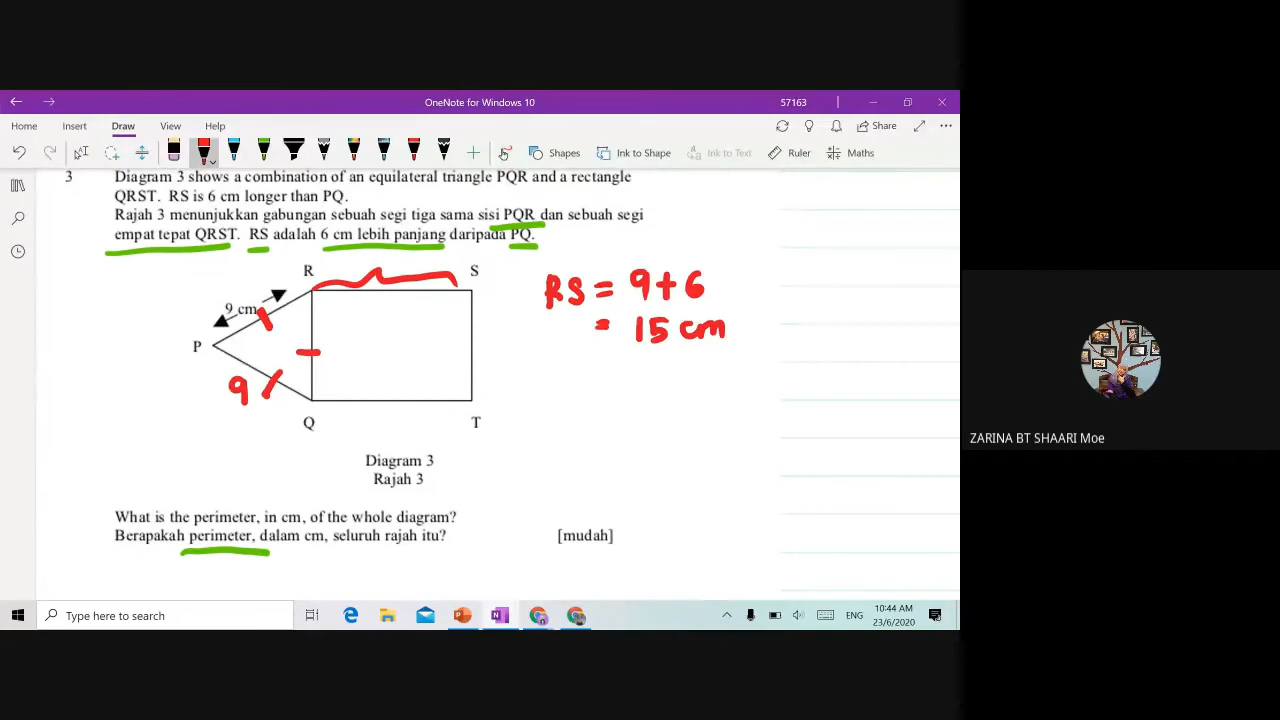 OneNote for Windows 10
57163
Home Insert Draw View Help
Share
Shapes Ink to Shape Ink to Text Ruler Maths
3 Diagram 3 shows a combination of an equilateral triangle PQR and a rectangle
QRST. RS is 6 cm longer than PQ.
Rajah 3 menunjukkan gabungan sebuah segi tiga sama sisi PQR dan sebuah segi
empat tepat QRST. RS adalah 6 cm lebih panjang daripada PQ.
R S
9 cm
P
9
Q T
RS = 9+6
= 15 cm
Diagram 3
Rajah 3
What is the perimeter, in cm, of the whole diagram?
Berapakah perimeter, dalam cm, seluruh rajah itu? [mudah]
ZARINA BT SHAARI Moe
Type here to search
ENG
10:44 AM
23/6/2020